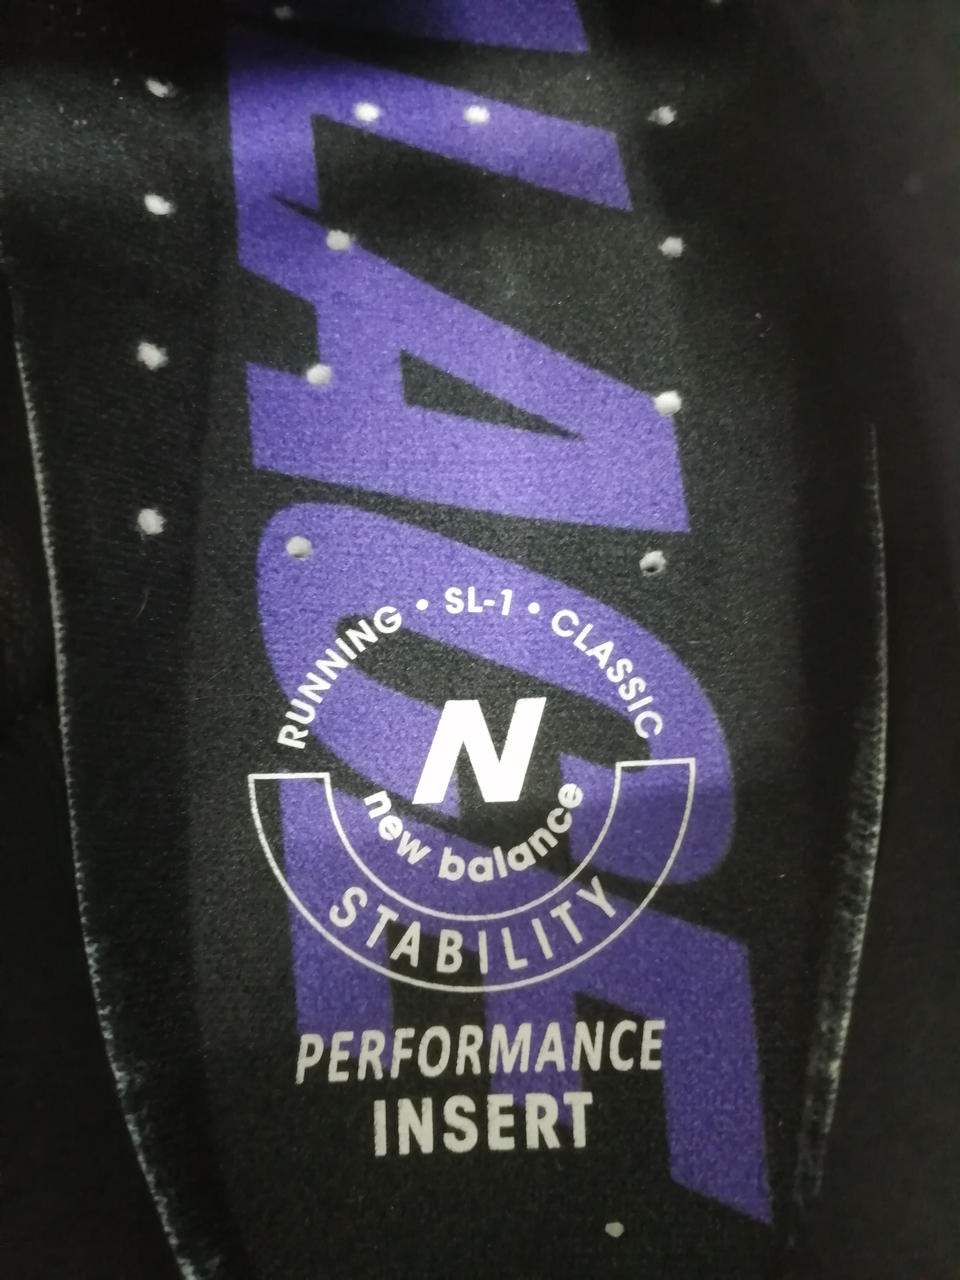 RUNNING • SL-1 • CLASSIC
N
new balance
STABILITY
PERFORMANCE
INSERT